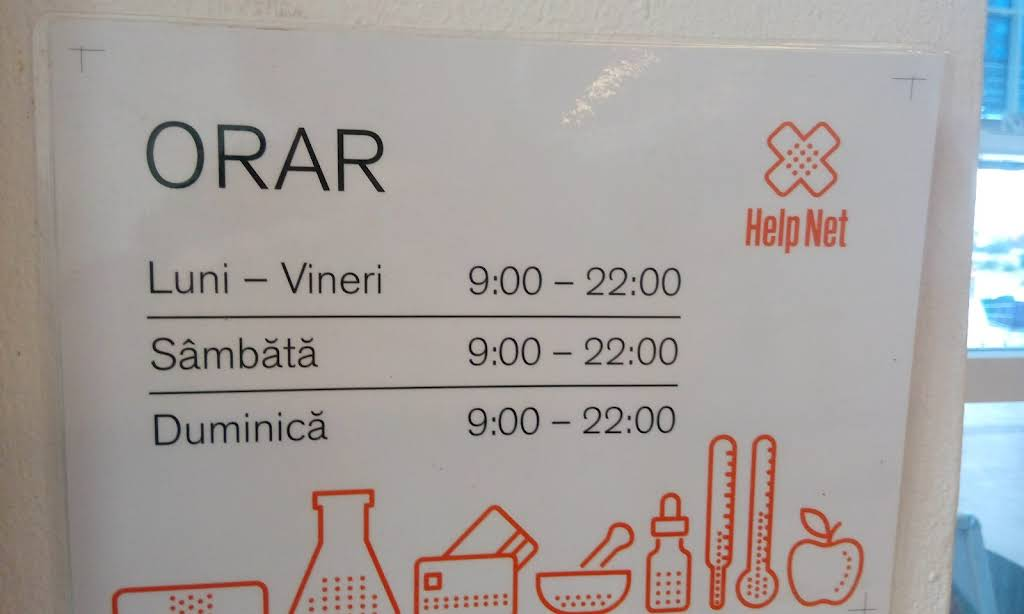 ORAR
Help Net
Luni – Vineri 9:00 – 22:00
Sâmbătă 9:00 – 22:00
Duminică 9:00 – 22:00